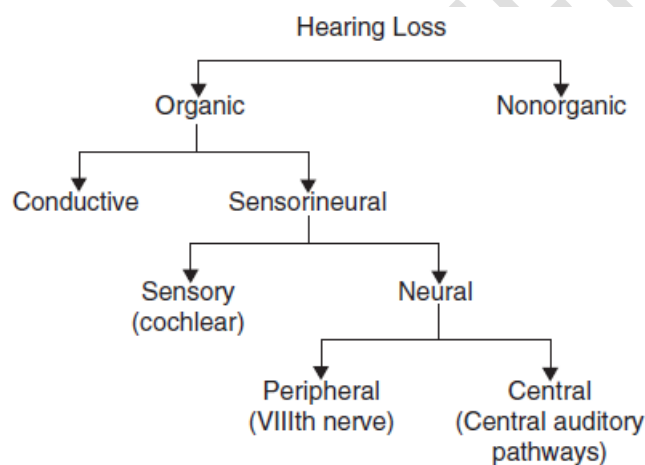 Hearing Loss
Organic
Nonorganic
Conductive
Sensorineural
Sensory
(cochlear)
Neural
Peripheral
(VIIIth nerve)
Central
(Central auditory
pathways)